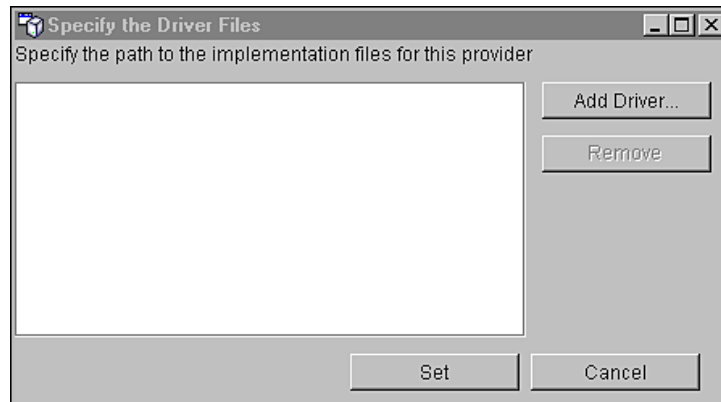 Specify the Driver Files
Specify the path to the implementation files for this provider
Add Driver...
Remove
Set
Cancel